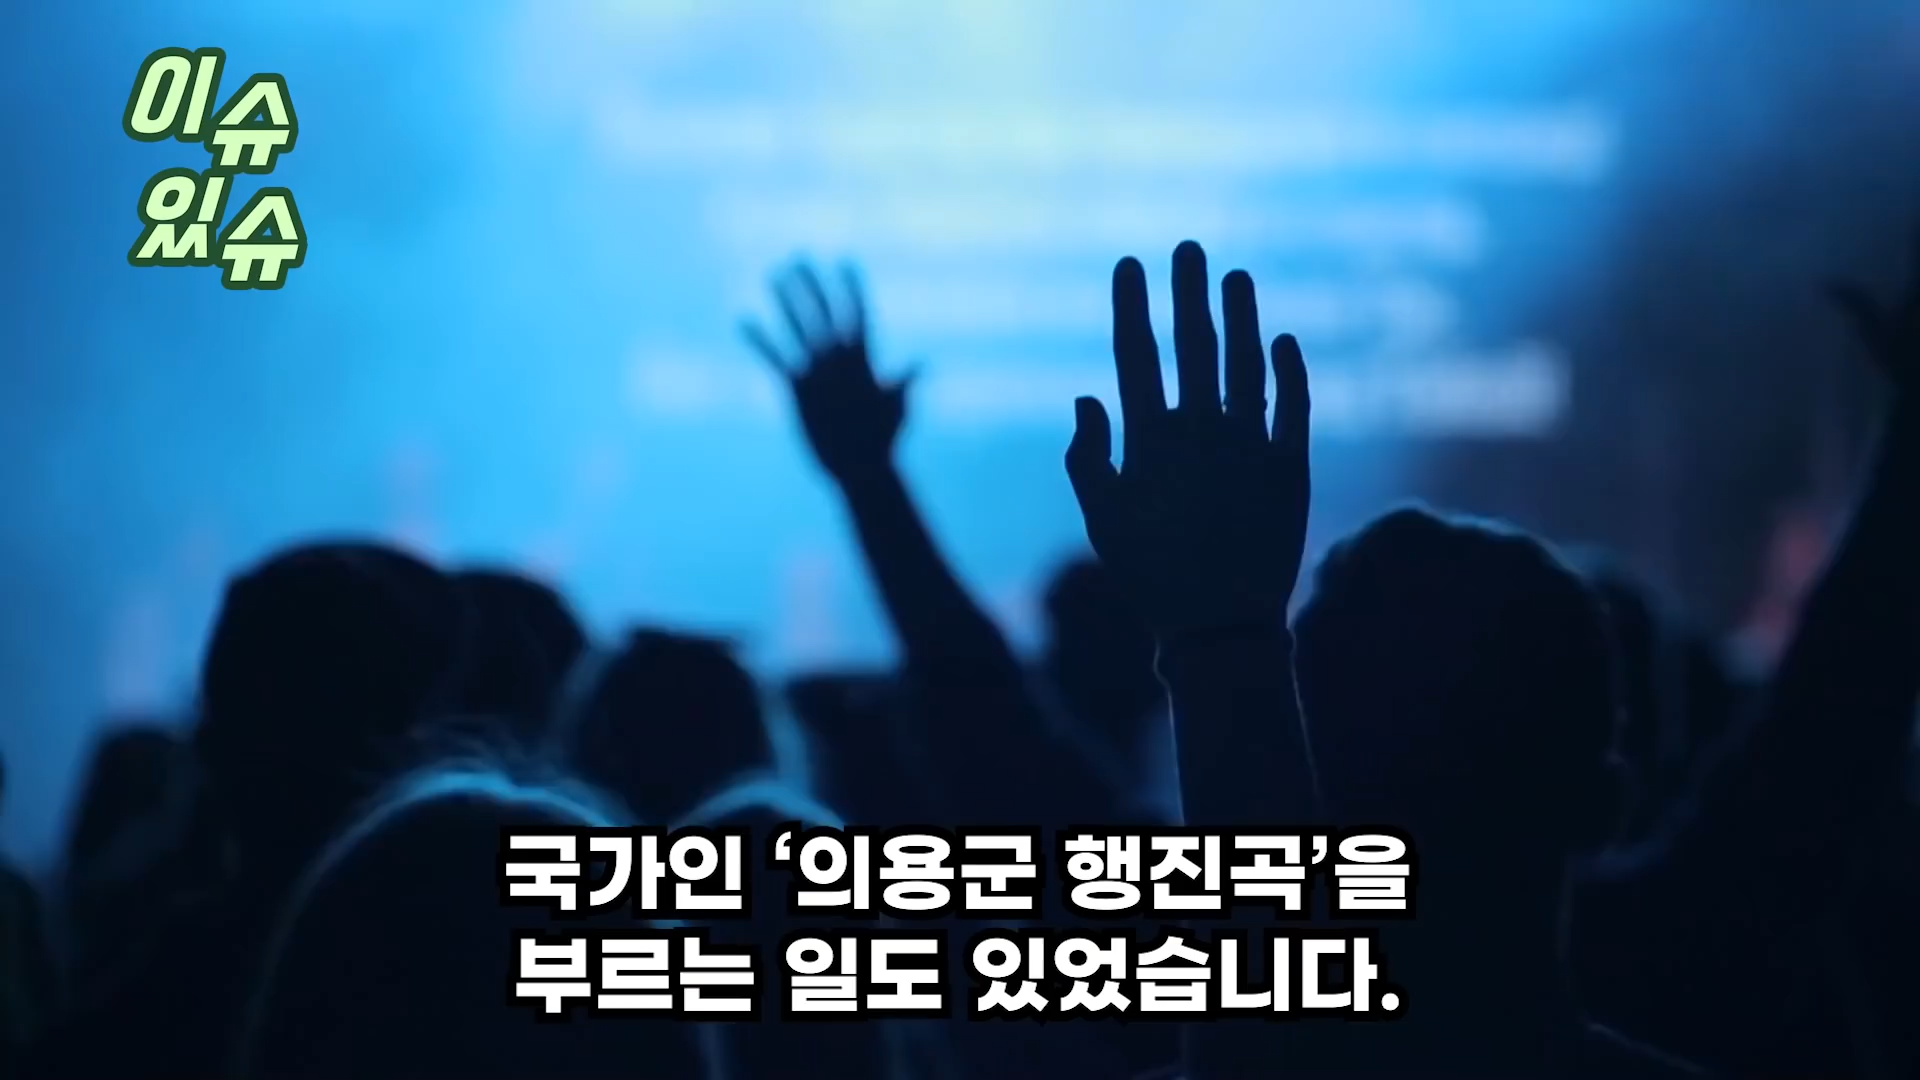 이슈
있슈
국가인 ‘의용군 행진곡’을
부르는 일도 있었습니다.